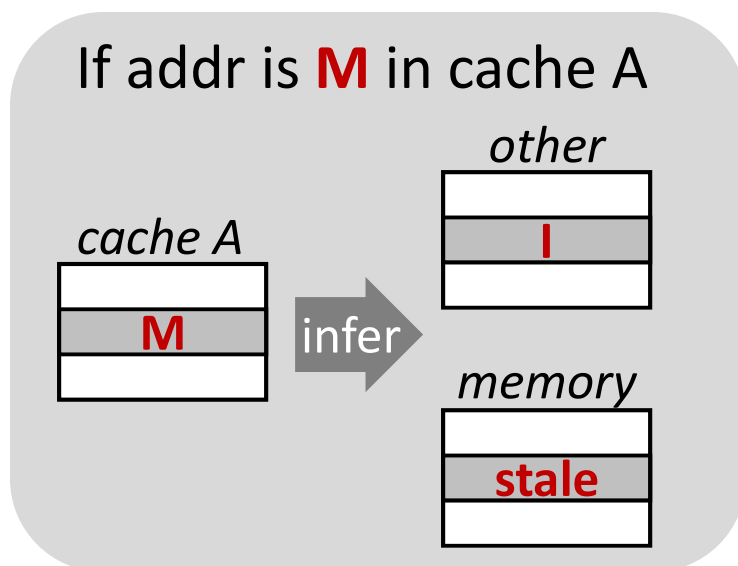 If addr is M in cache A
other
I
cache A
M
infer
memory
stale